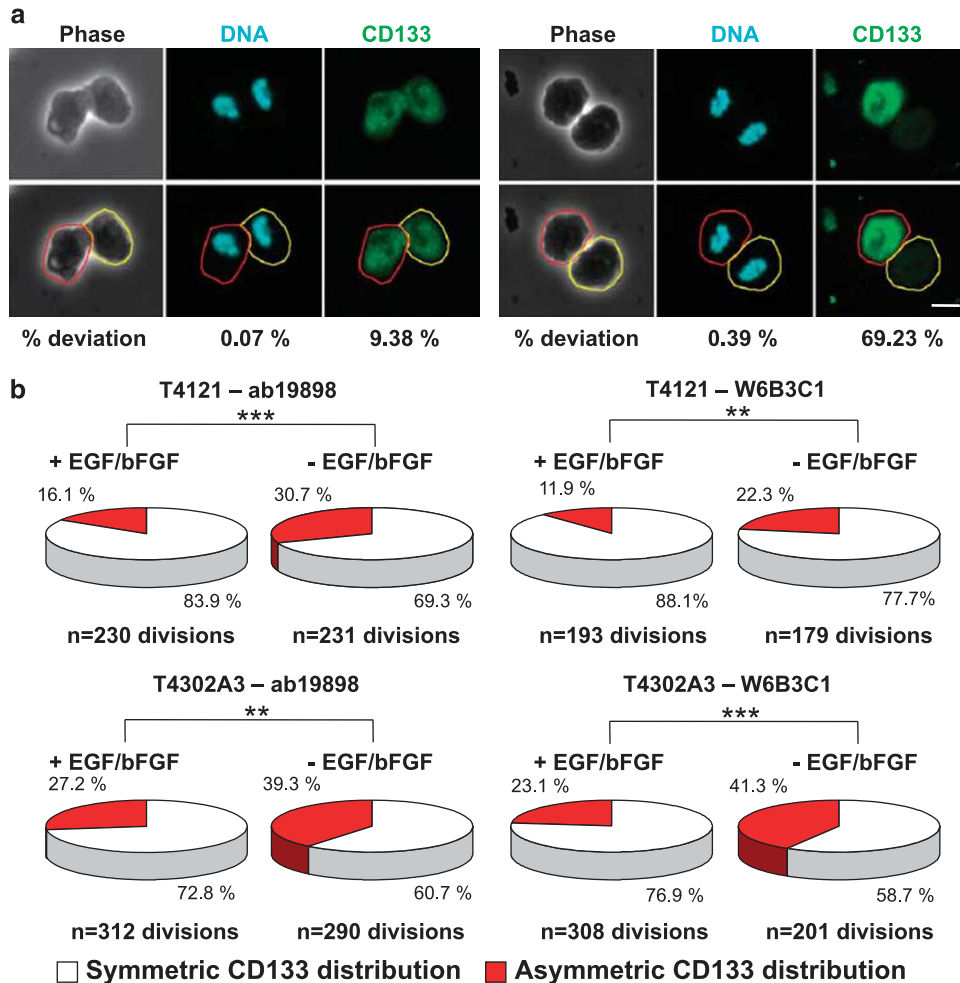 a
Phase DNA CD133 Phase DNA CD133
% deviation 0.07 % 9.38 % 0.39 % 69.23 %
b
T4121 – ab19898
***
+ EGF/bFGF - EGF/bFGF
16.1 % 30.7 %
83.9 % 69.3 %
n=230 divisions n=231 divisions
T4121 – W6B3C1
**
+ EGF/bFGF - EGF/bFGF
11.9 % 22.3 %
88.1% 77.7%
n=193 divisions n=179 divisions
T4302A3 – ab19898
**
+ EGF/bFGF - EGF/bFGF
27.2 % 39.3 %
72.8 % 60.7 %
n=312 divisions n=290 divisions
T4302A3 – W6B3C1
***
+ EGF/bFGF - EGF/bFGF
23.1 % 41.3 %
76.9 % 58.7 %
n=308 divisions n=201 divisions
Symmetric CD133 distribution Asymmetric CD133 distribution